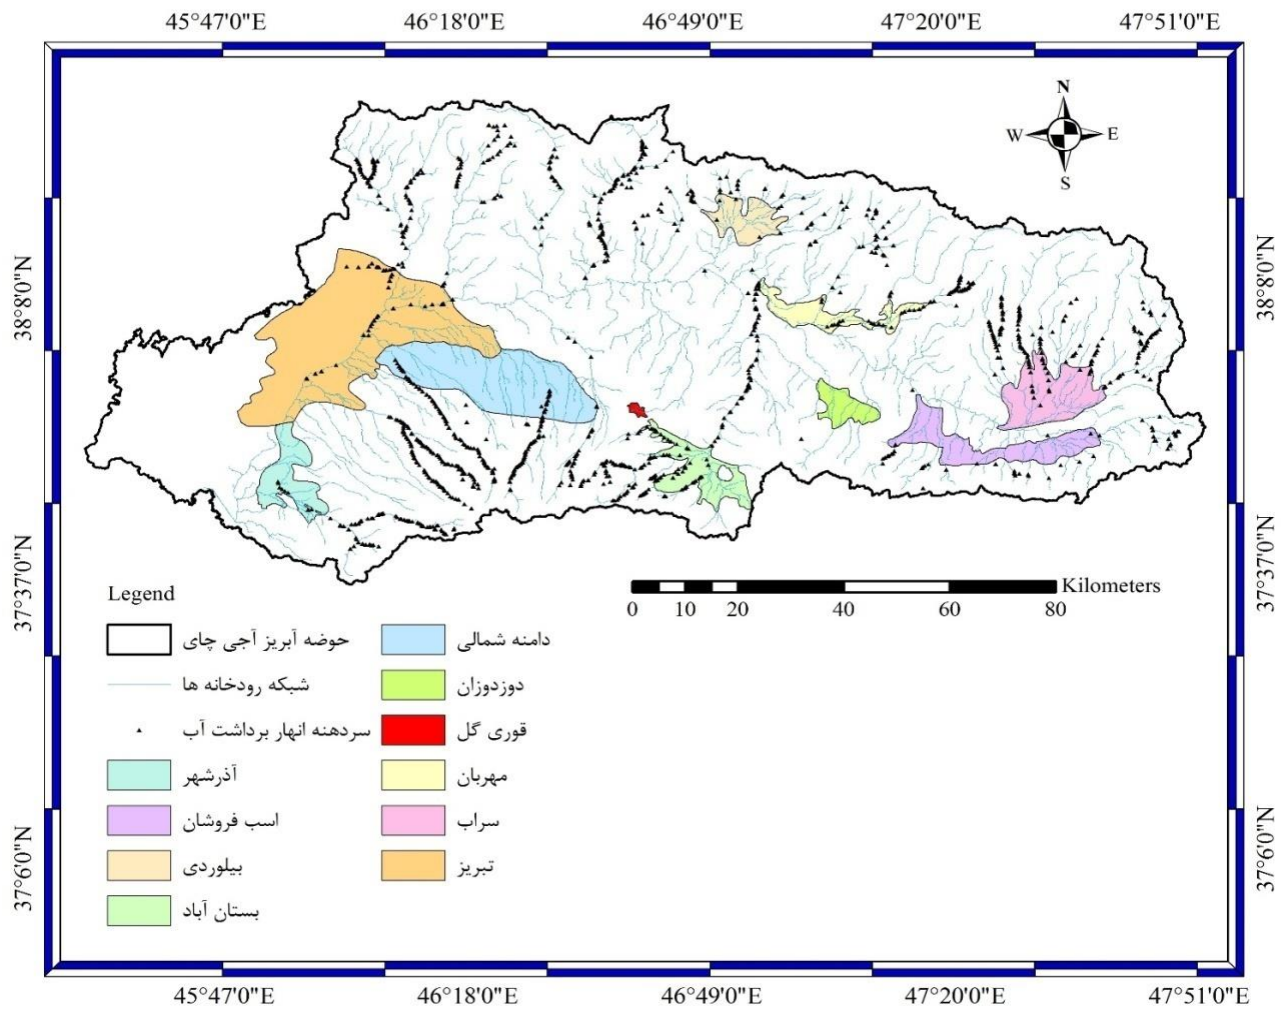 45°47'0"E 46°18'0"E 46°49'0"E 47°20'0"E 47°51'0"E
N
W E
S
38°8'0"N 38°8'0"N
37°37'0"N 37°37'0"N
37°6'0"N 37°6'0"N
Kilometers
0 10 20 40 60 80
Legend
حوضه آبریز آجی چای
شبکه رودخانه ها
سردهنه انهار برداشت آب
آذرشهر
اسب فروشان
بیلوردی
بستان آباد
دامنه شمالی
دوزدوزان
قوری گل
مهربان
سراب
تبریز
45°47'0"E 46°18'0"E 46°49'0"E 47°20'0"E 47°51'0"E